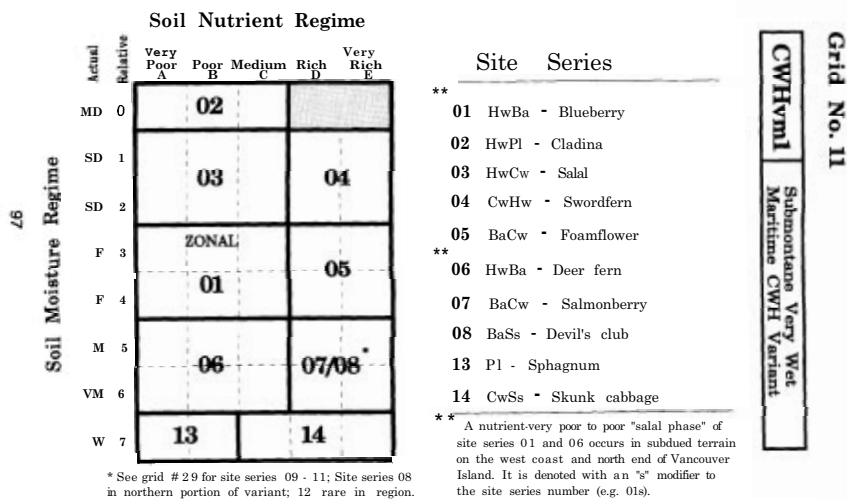 Soil Nutrient Regime
Actual
Relative
Very Poor A
Poor B
Medium C
Rich D
Very Rich E
Soil Moisture Regime
97
MD 0
02
SD 1
03
04
SD 2
F 3
ZONAL
01
05
F 4
M 5
06
07/08*
VM 6
W 7
13
14
* See grid #29 for site series 09 - 11; Site series 08
in northern portion of variant; 12 rare in region.
Site Series
**
01 HwBa - Blueberry
02 HwPl - Cladina
03 HwCw - Salal
04 CwHw - Swordfern
05 BaCw - Foamflower
**
06 HwBa - Deer fern
07 BaCw - Salmonberry
08 BaSs - Devil's club
13 Pl - Sphagnum
14 CwSs - Skunk cabbage
**
A nutrient-very poor to poor "salal phase" of
site series 01 and 06 occurs in subdued terrain
on the west coast and north end of Vancouver
Island. It is denoted with an "s" modifier to
the site series number (e.g. 01s).
Grid No. 11
CWHvm1
Submontane Very Wet
Maritime CWH Variant